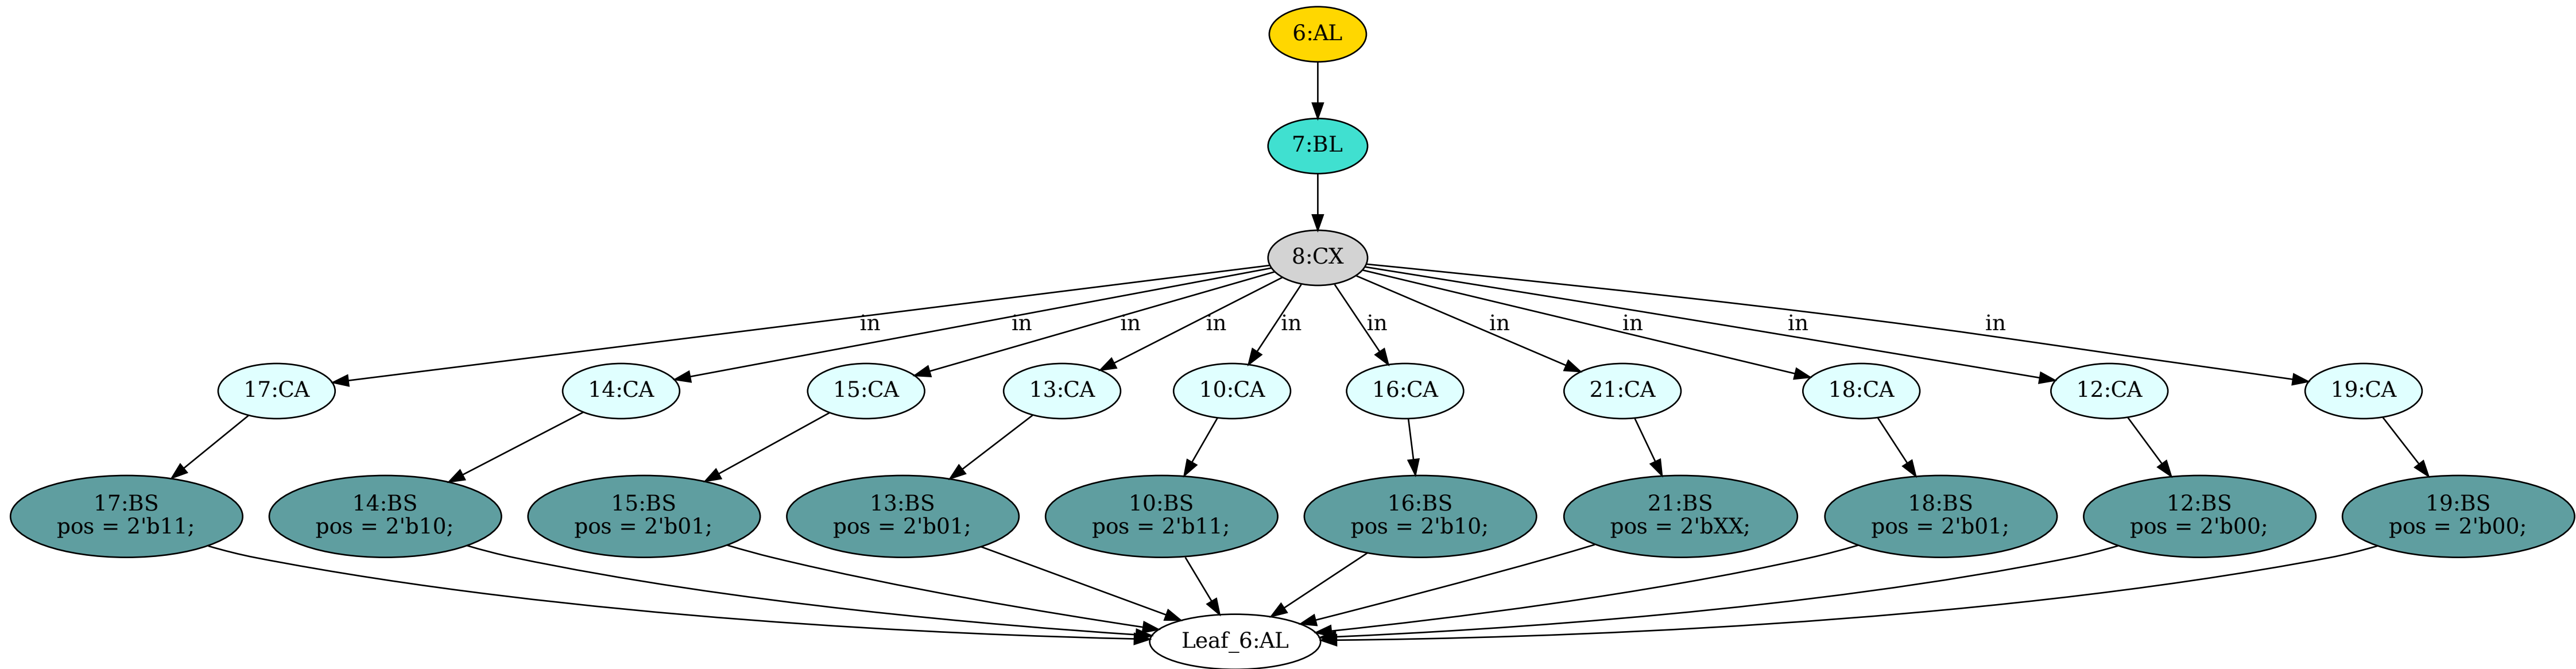 6:AL
7:BL
8:CX
in in in in in in in in in in
17:CA 14:CA 15:CA 13:CA 10:CA 16:CA 21:CA 18:CA 12:CA 19:CA
17:BS 14:BS 15:BS 13:BS 10:BS 16:BS 21:BS 18:BS 12:BS 19:BS
pos = 2'b11; pos = 2'b10; pos = 2'b01; pos = 2'b01; pos = 2'b11; pos = 2'b10; pos = 2'bXX; pos = 2'b01; pos = 2'b00; pos = 2'b00;
Leaf_6:AL